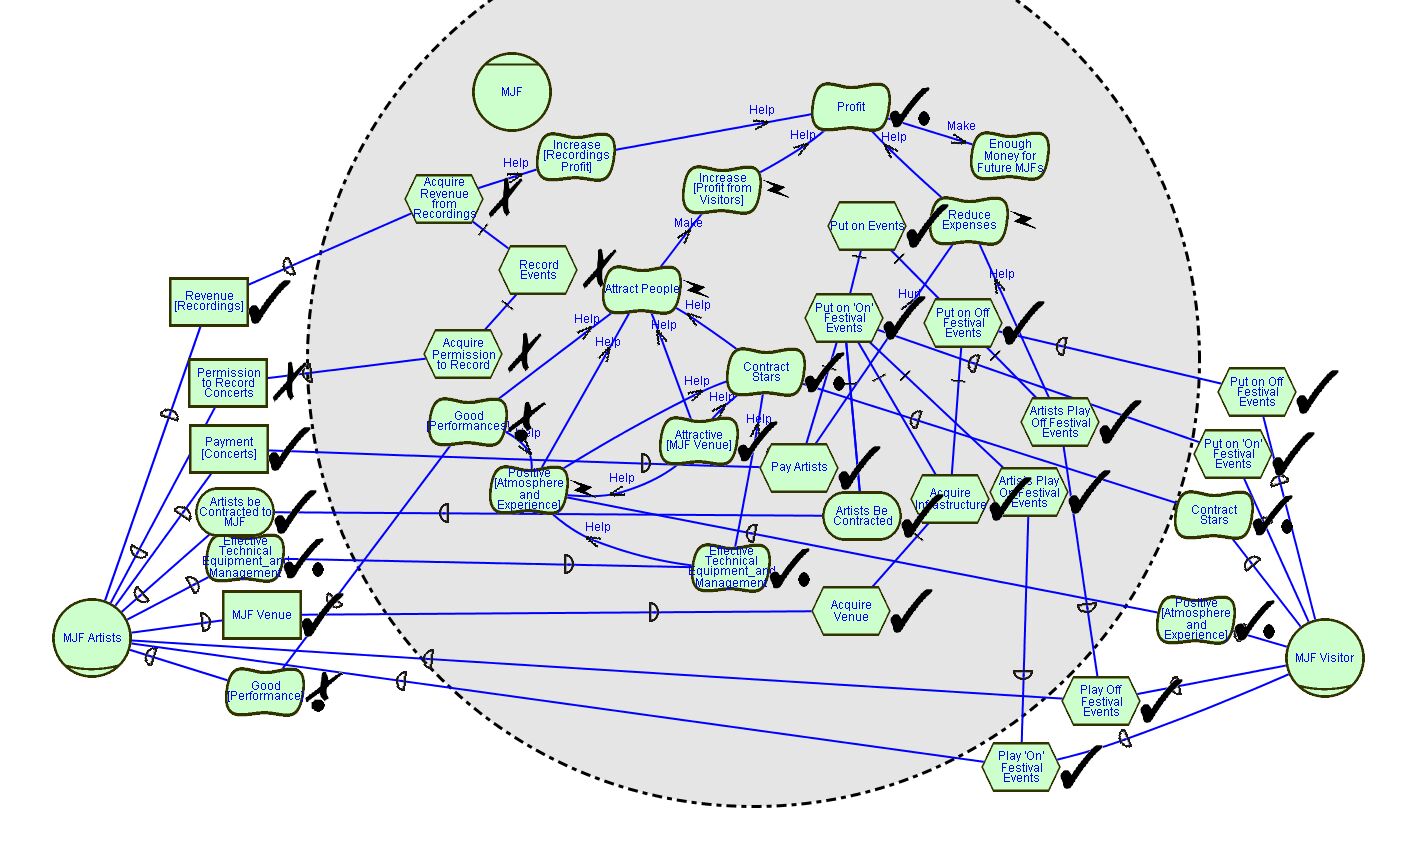 MJF
Profit
Help
Make
Help
Help
Enough
Money for
Future MJFs
Increase
[Recordings
Profit]
Help
Acquire
Revenue
from
Recordings
Increase
[Profit from
Visitors]
Make
Put on Events
Reduce
Expenses
Record
Events
Attract People
Help
Hurt
Revenue
[Recordings]
Put on 'On'
Festival
Events
Put on Off
Festival
Events
Help
Help
Help
Help
Acquire
Permission
to Record
Permission
to Record
Concerts
Contract
Stars
Help
Help
Help
Put on Off
Festival
Events
Good
[Performances]
Help
Attractive
[MJF Venue]
Artists Play
Off Festival
Events
Payment
[Concerts]
Put on 'On'
Festival
Events
Pay Artists
Positive
[Atmosphere
and
Experience]
Help
Acquire
Artists Play
Festival
Events
Artists be
Contracted to
MJF
Artists Be
Contracted
Contract
Stars
Help
Effective
Technical
Equipment_and
Management
Effective
Technical
Equipment_and
Management
MJF Venue
Acquire
Venue
Positive
[Atmosphere
and
Experience]
MJF Artists
MJF Visitor
Good
[Performance]
Play Off
Festival
Events
Play 'On'
Festival
Events